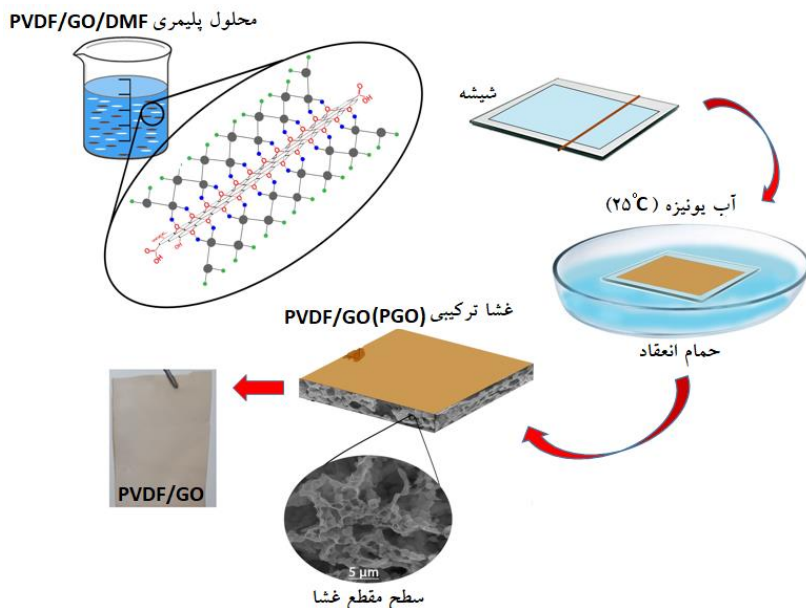 محلول پلیمری PVDF/GO/DMF
شیشه
آب یونیزه (۲۵°C)
حمام انعقاد
غشا ترکیبی PVDF/GO(PGO)
PVDF/GO
5 µm
سطح مقطع غشا